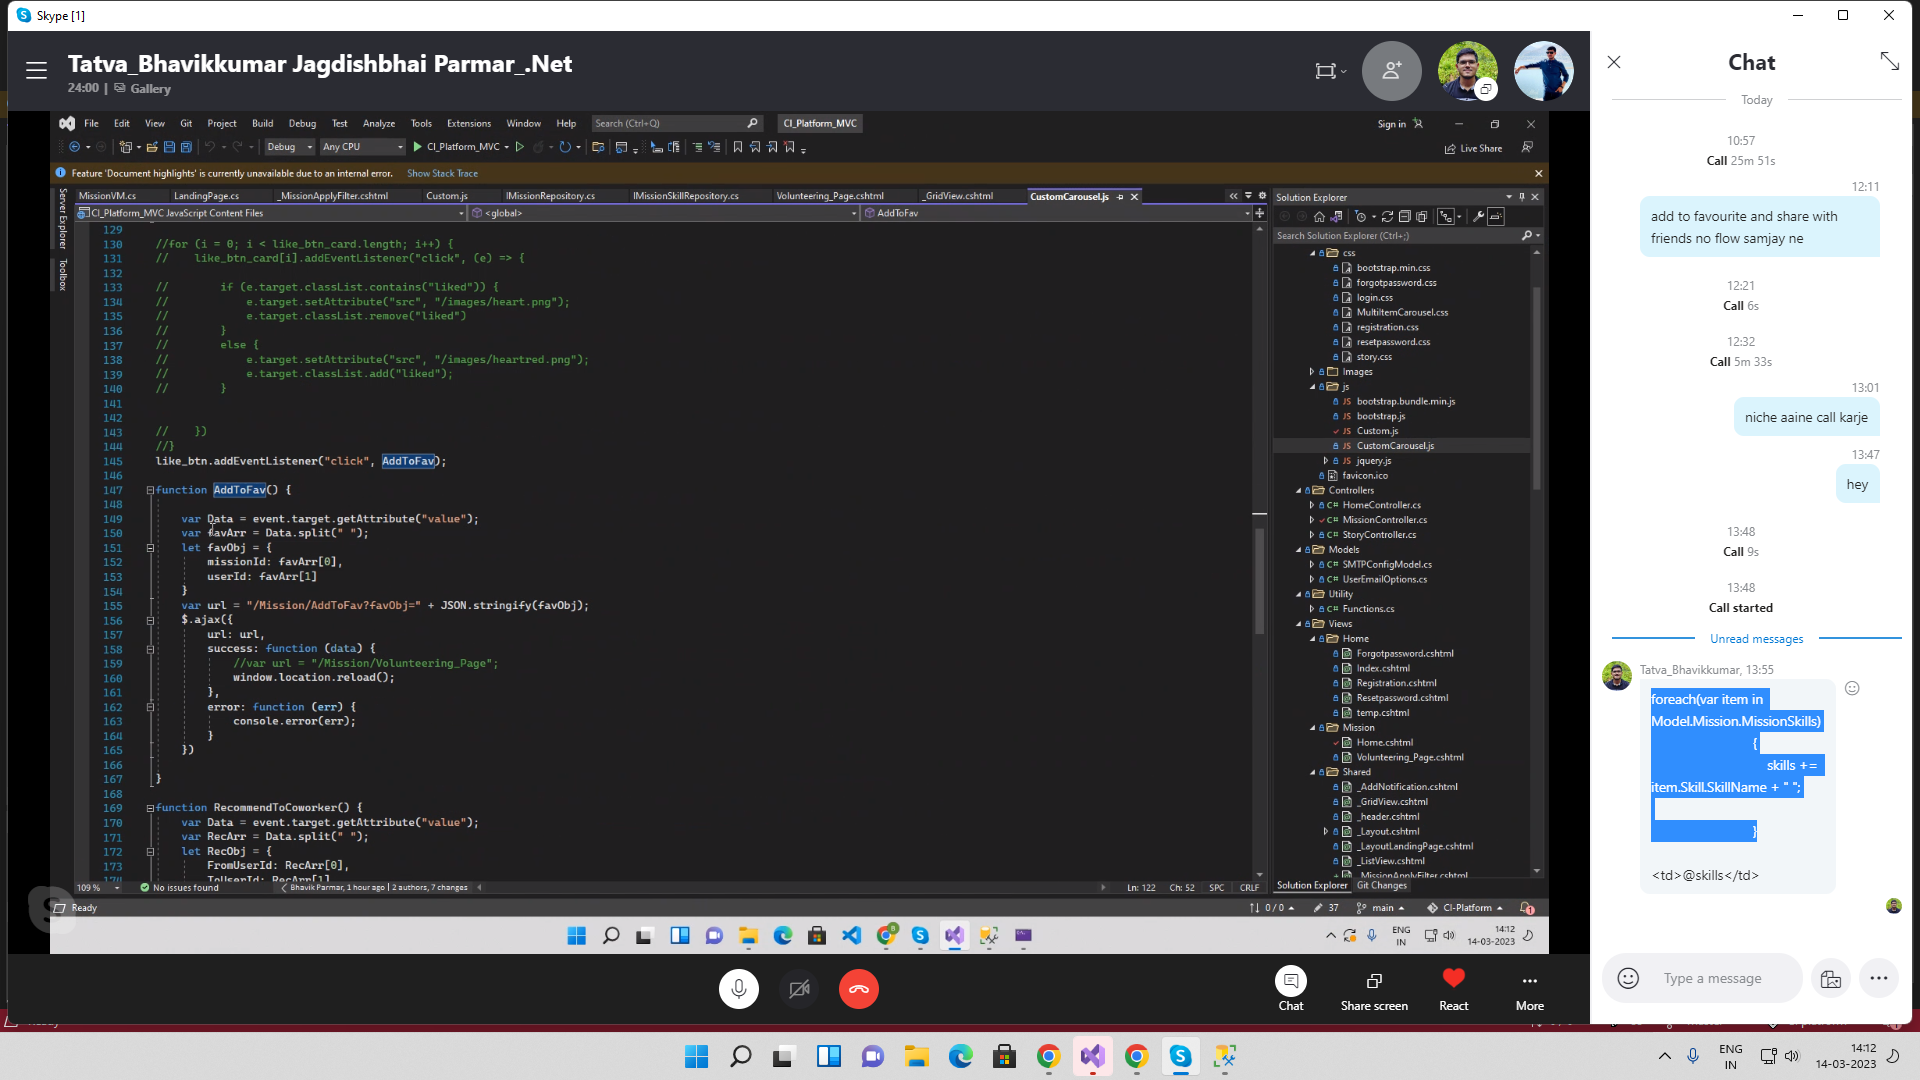 Skype [1]
Tatva_Bhavikkumar Jagdishbhai Parmar_.Net
24:00 | Gallery
File Edit View Git Project Build Debug Test Analyze Tools Extensions Window Help Search (Ctrl+Q) CI_Platform_MVC Sign in
Debug Any CPU CI_Platform_MVC Live Share
Feature 'Document highlights' is currently unavailable due to an internal error. Show Stack Trace
MissionVM.cs LandingPage.cs _MissionApplyFilter.cshtml Custom.js IMissionRepository.cs IMissionSkillRepository.cs Volunteering_Page.cshtml _GridView.cshtml CustomCarousel.js
CI_Platform_MVC JavaScript Content Files <global> AddToFav
Server Explorer
Toolbox
129
130 //for (i = 0; i < like_btn_card.length; i++) {
131 // like_btn_card[i].addEventListener("click", (e) => {
132
133 // if (e.target.classList.contains("liked")) {
134 // e.target.setAttribute("src", "/images/heart.png");
135 // e.target.classList.remove("liked")
136 // }
137 // else {
138 // e.target.setAttribute("src", "/images/heartred.png");
139 // e.target.classList.add("liked");
140 // }
141
142
143 // })
144 //}
145 like_btn.addEventListener("click", AddToFav);
146
147 function AddToFav() {
148
149 var Data = event.target.getAttribute("value");
150 var favArr = Data.split(" ");
151 let favObj = {
152 missionId: favArr[0],
153 userId: favArr[1]
154 }
155 var url = "/Mission/AddToFav?favObj=" + JSON.stringify(favObj);
156 $.ajax({
157 url: url,
158 success: function (data) {
159 //var url = "/Mission/Volunteering_Page";
160 window.location.reload();
161 },
162 error: function (err) {
163 console.error(err);
164 }
165 })
166
167 }
168
169 function RecommendToCoworker() {
170 var Data = event.target.getAttribute("value");
171 var RecArr = Data.split(" ");
172 let RecObj = {
173 FromUserId: RecArr[0],
ToUserId: RecArr[1]
109 % No issues found Bhavik Parmar, 1 hour ago | 2 authors, 7 changes Ln: 122 Ch: 52 SPC CRLF
Ready 0 / 0 37 main CI-Platform 1
Solution Explorer
Search Solution Explorer (Ctrl+;)
css
bootstrap.min.css
forgotpassword.css
login.css
MultiItemCarousel.css
registration.css
resetpassword.css
story.css
Images
js
bootstrap.bundle.min.js
bootstrap.js
Custom.js
CustomCarousel.js
jquery.js
favicon.ico
Controllers
HomeController.cs
MissionController.cs
StoryController.cs
Models
SMTPConfigModel.cs
UserEmailOptions.cs
Utility
Functions.cs
Views
Home
Forgotpassword.cshtml
Index.cshtml
Registration.cshtml
Resetpassword.cshtml
temp.cshtml
Mission
Home.cshtml
Volunteering_Page.cshtml
Shared
_AddNotification.cshtml
_GridView.cshtml
_header.cshtml
_Layout.cshtml
_LayoutLandingPage.cshtml
_ListView.cshtml
_MissionApplyFilter.cshtml
Solution Explorer Git Changes
ENG
IN
14:12
14-03-2023
Chat
Share screen
React
More
Chat
Today
10:57
Call 25m 51s
12:11
add to favourite and share with
friends no flow samjay ne
12:21
Call 6s
12:32
Call 5m 33s
13:01
niche aaine call karje
13:47
hey
13:48
Call 9s
13:48
Call started
Unread messages
Tatva_Bhavikkumar, 13:55
foreach(var item in
Model.Mission.MissionSkills)
{
skills +=
item.Skill.SkillName + " ";
}
<td>@skills</td>
Type a message
ENG
IN
14:12
14-03-2023